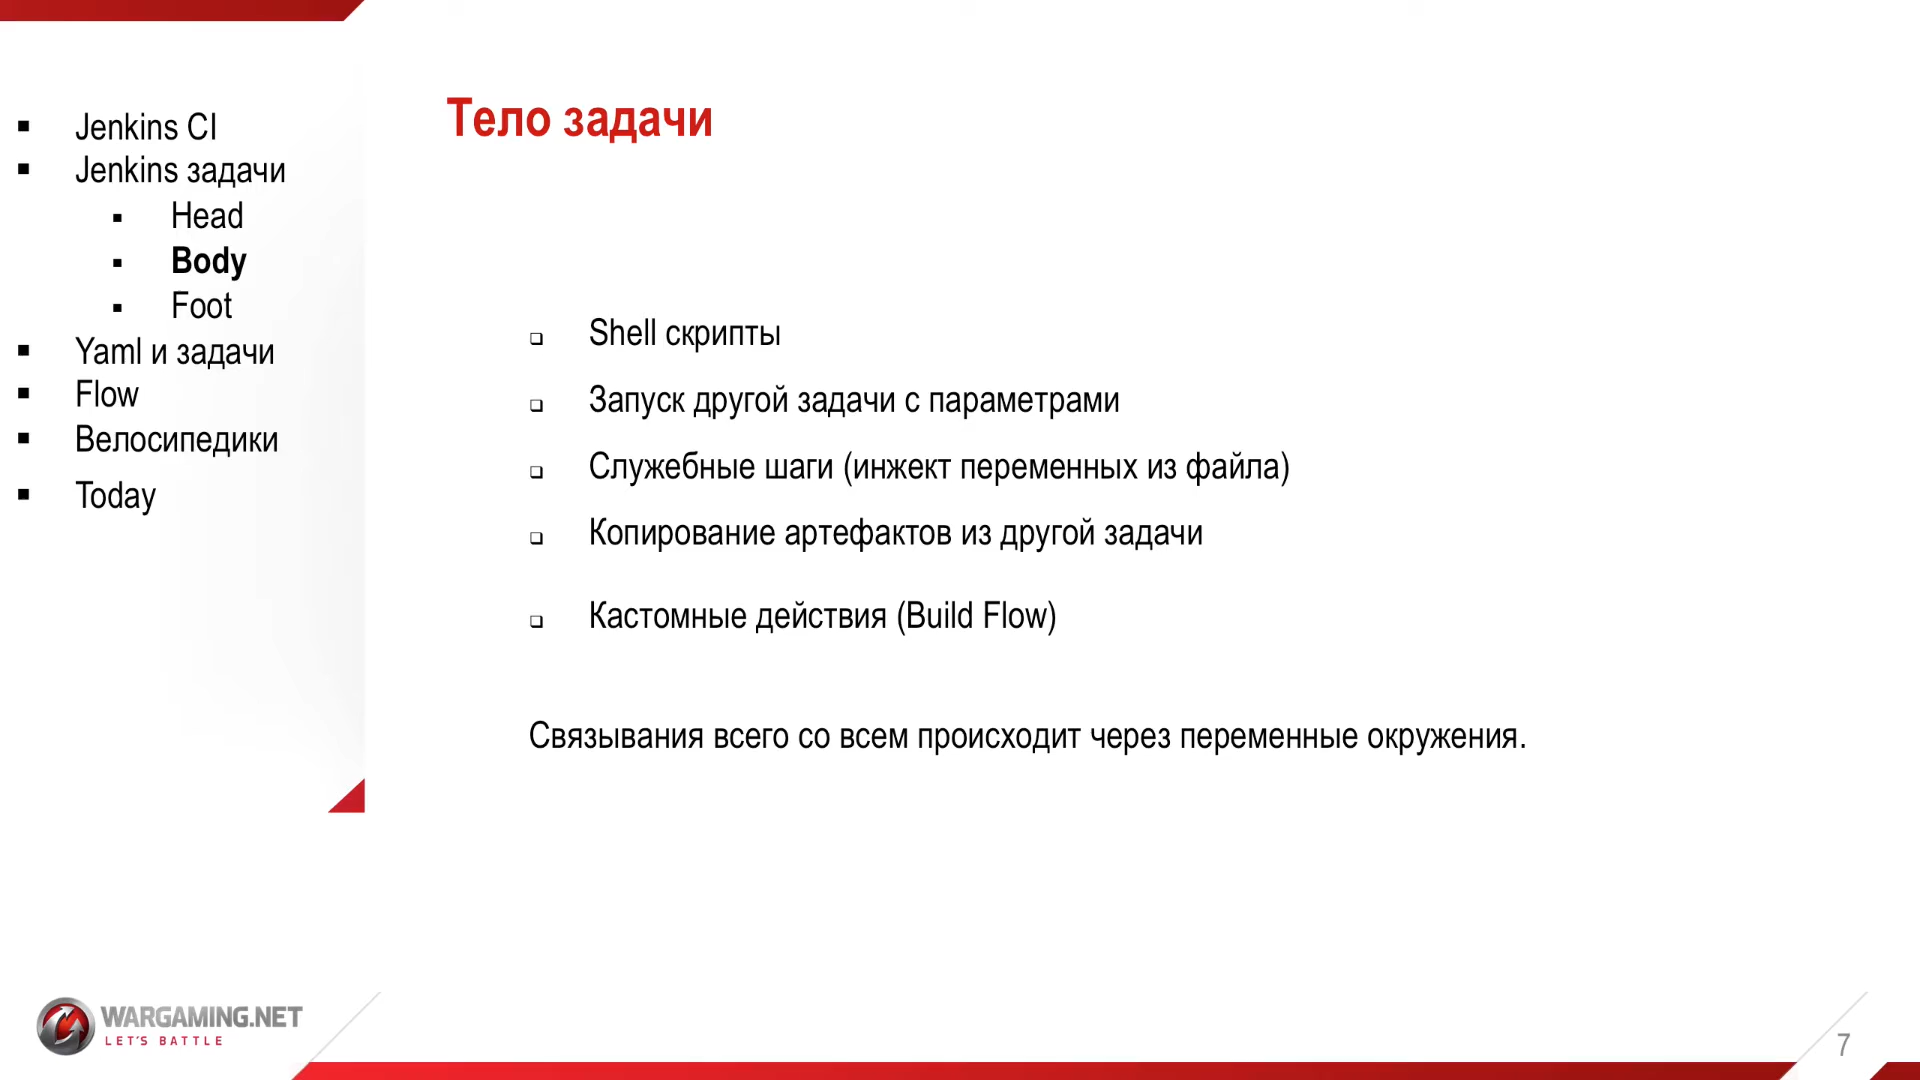 Jenkins CI
Jenkins задачи
Head
Body
Foot
Yaml и задачи
Flow
Велосипедики
Today
Тело задачи
Shell скрипты
Запуск другой задачи с параметрами
Служебные шаги (инжект переменных из файла)
Копирование артефактов из другой задачи
Кастомные действия (Build Flow)
Связывания всего со всем происходит через переменные окружения.
WARGAMING.NET
LET'S BATTLE
7